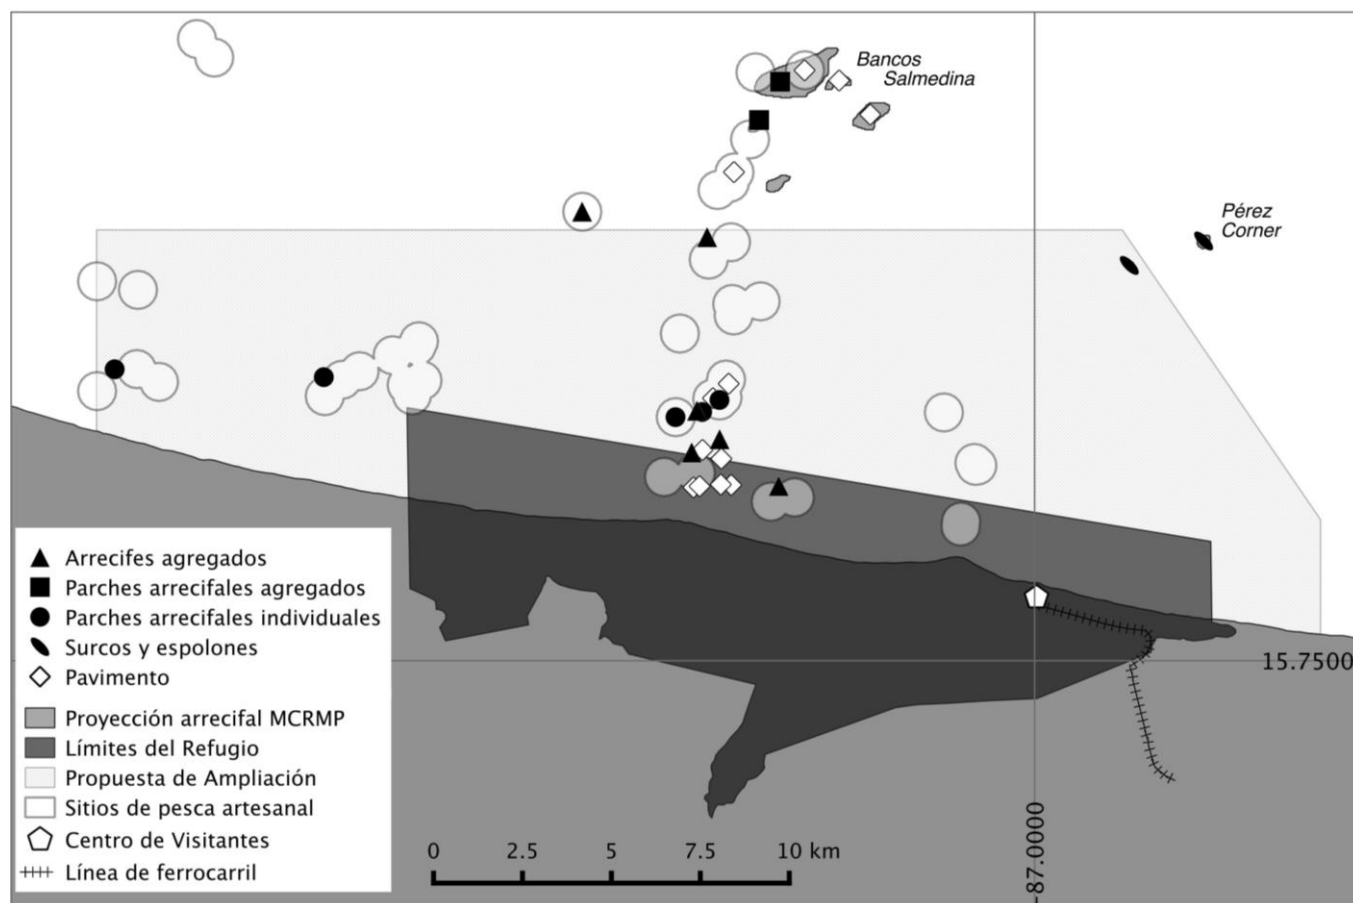 Bancos
Salmedina
Pérez
Corner
Arrecifes agregados
Parches arrecifales agregados
Parches arrecifales individuales
Surcos y espolones
Pavimento
Proyección arrecifal MCRMP
Límites del Refugio
Propuesta de Ampliación
Sitios de pesca artesanal
Centro de Visitantes
Línea de ferrocarril
0 2.5 5 7.5 10 km
15.7500
-87.0000